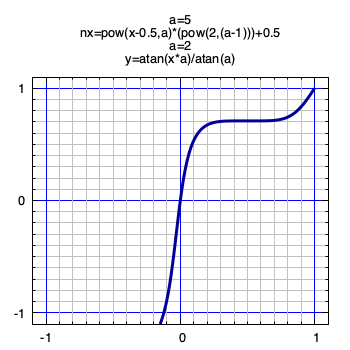 a=5
nx=pow(x-0.5,a)*(pow(2,(a-1)))+0.5
a=2
y=atan(x*a)/atan(a)
1
0
-1
-1
0
1